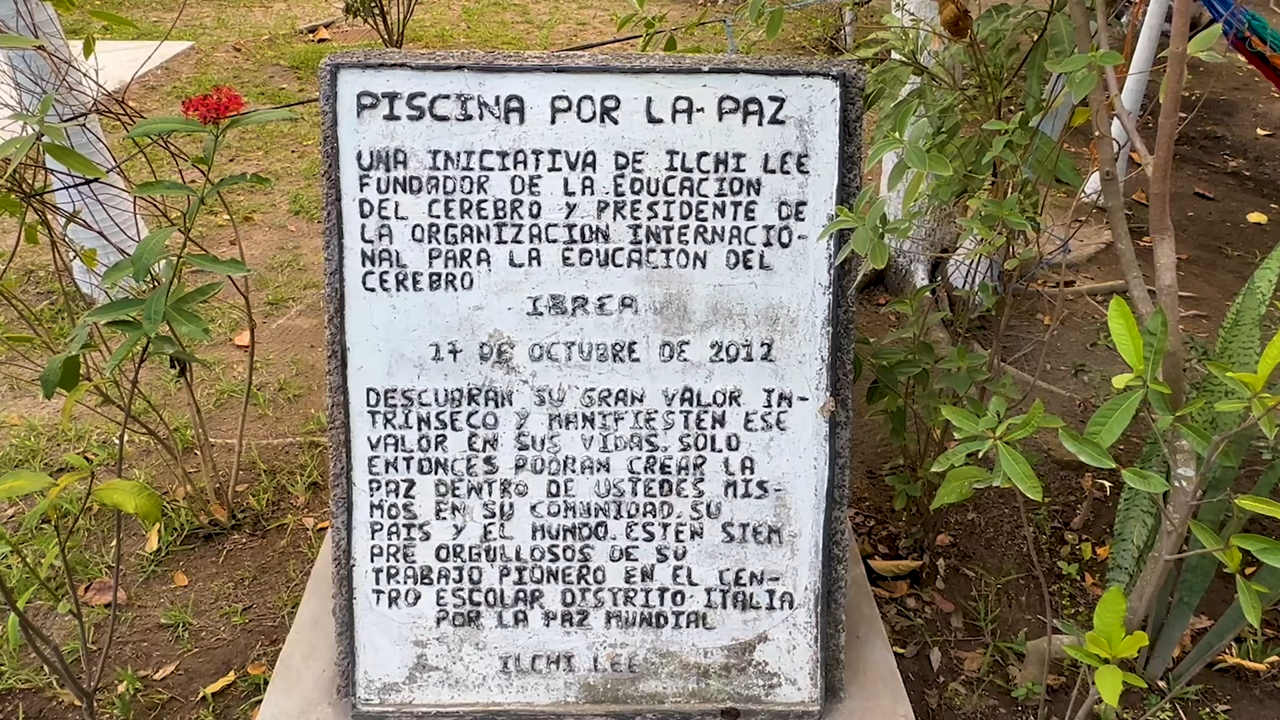 PISCINA POR LA PAZ
UNA INICIATIVA DE ILCHI LEE
FUNDADOR DE LA EDUCACION
DEL CEREBRO Y PRESIDENTE DE
LA ORGANIZACION INTERNACIO-
NAL PARA LA EDUCACION DEL
CEREBRO
IBREA
17 DE OCTUBRE DE 2012
DESCUBRAN SU GRAN VALOR IN-
TRINSECO Y MANIFIESTEN ESE
VALOR EN SUS VIDAS. SOLO
ENTONCES PODRAN CREAR LA
PAZ DENTRO DE USTEDES MIS-
MOS EN SU COMUNIDAD. SU
PAIS Y EL MUNDO. ESTEN SIEM
PRE ORGULLOSOS DE SU
TRABAJO PIONERO EN EL CEN-
TRO ESCOLAR DISTRITO ITALIA
POR LA PAZ MUNDIAL
ILCHI LEE